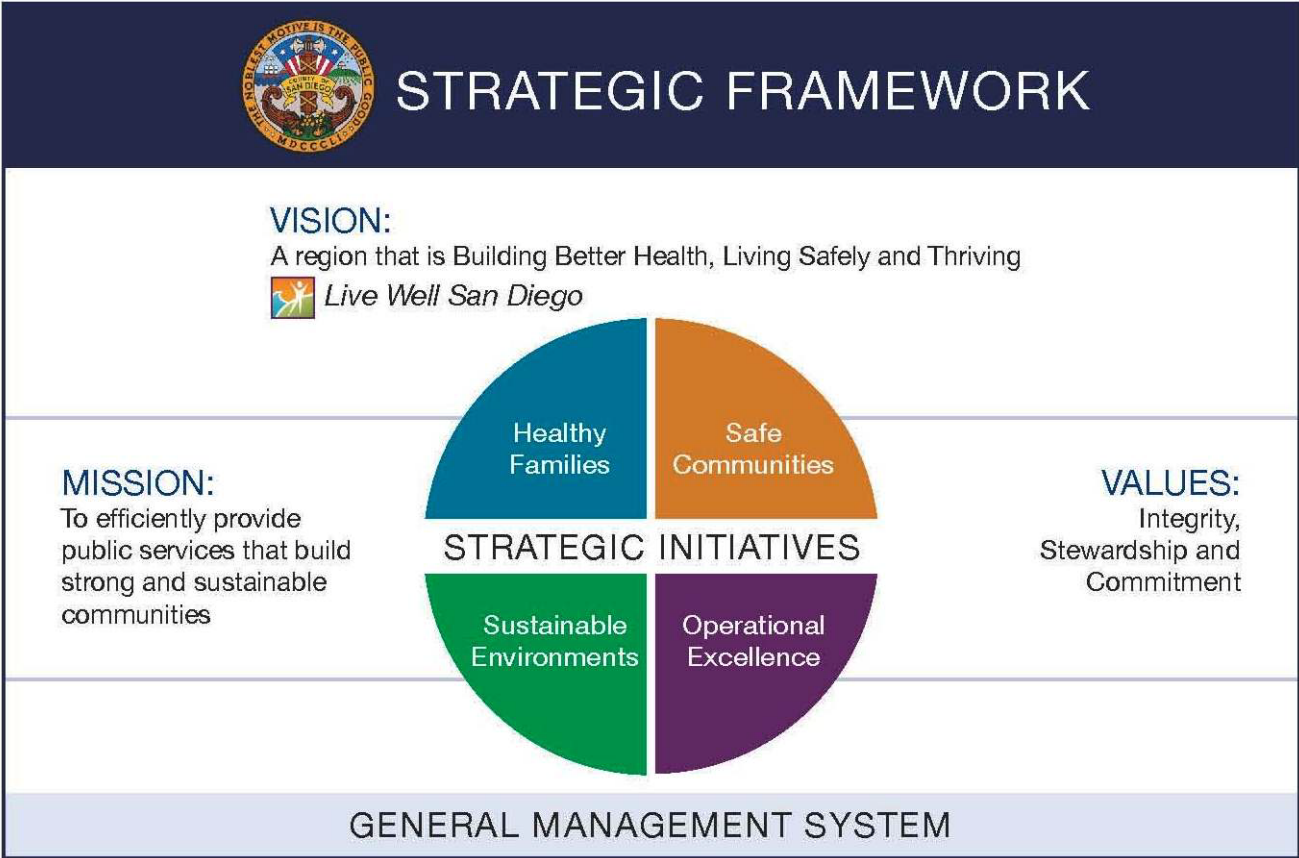 THE NOBLEST MOTIVE IS THE PUBLIC GOOD
COUNTY OF
SAN DIEGO
MDCCCLII
STRATEGIC FRAMEWORK
VISION:
A region that is Building Better Health, Living Safely and Thriving
Live Well San Diego
Healthy
Families
Safe
Communities
MISSION:
To efficiently provide
public services that build
strong and sustainable
communities
VALUES:
Integrity,
Stewardship and
Commitment
STRATEGIC INITIATIVES
Sustainable
Environments
Operational
Excellence
GENERAL MANAGEMENT SYSTEM